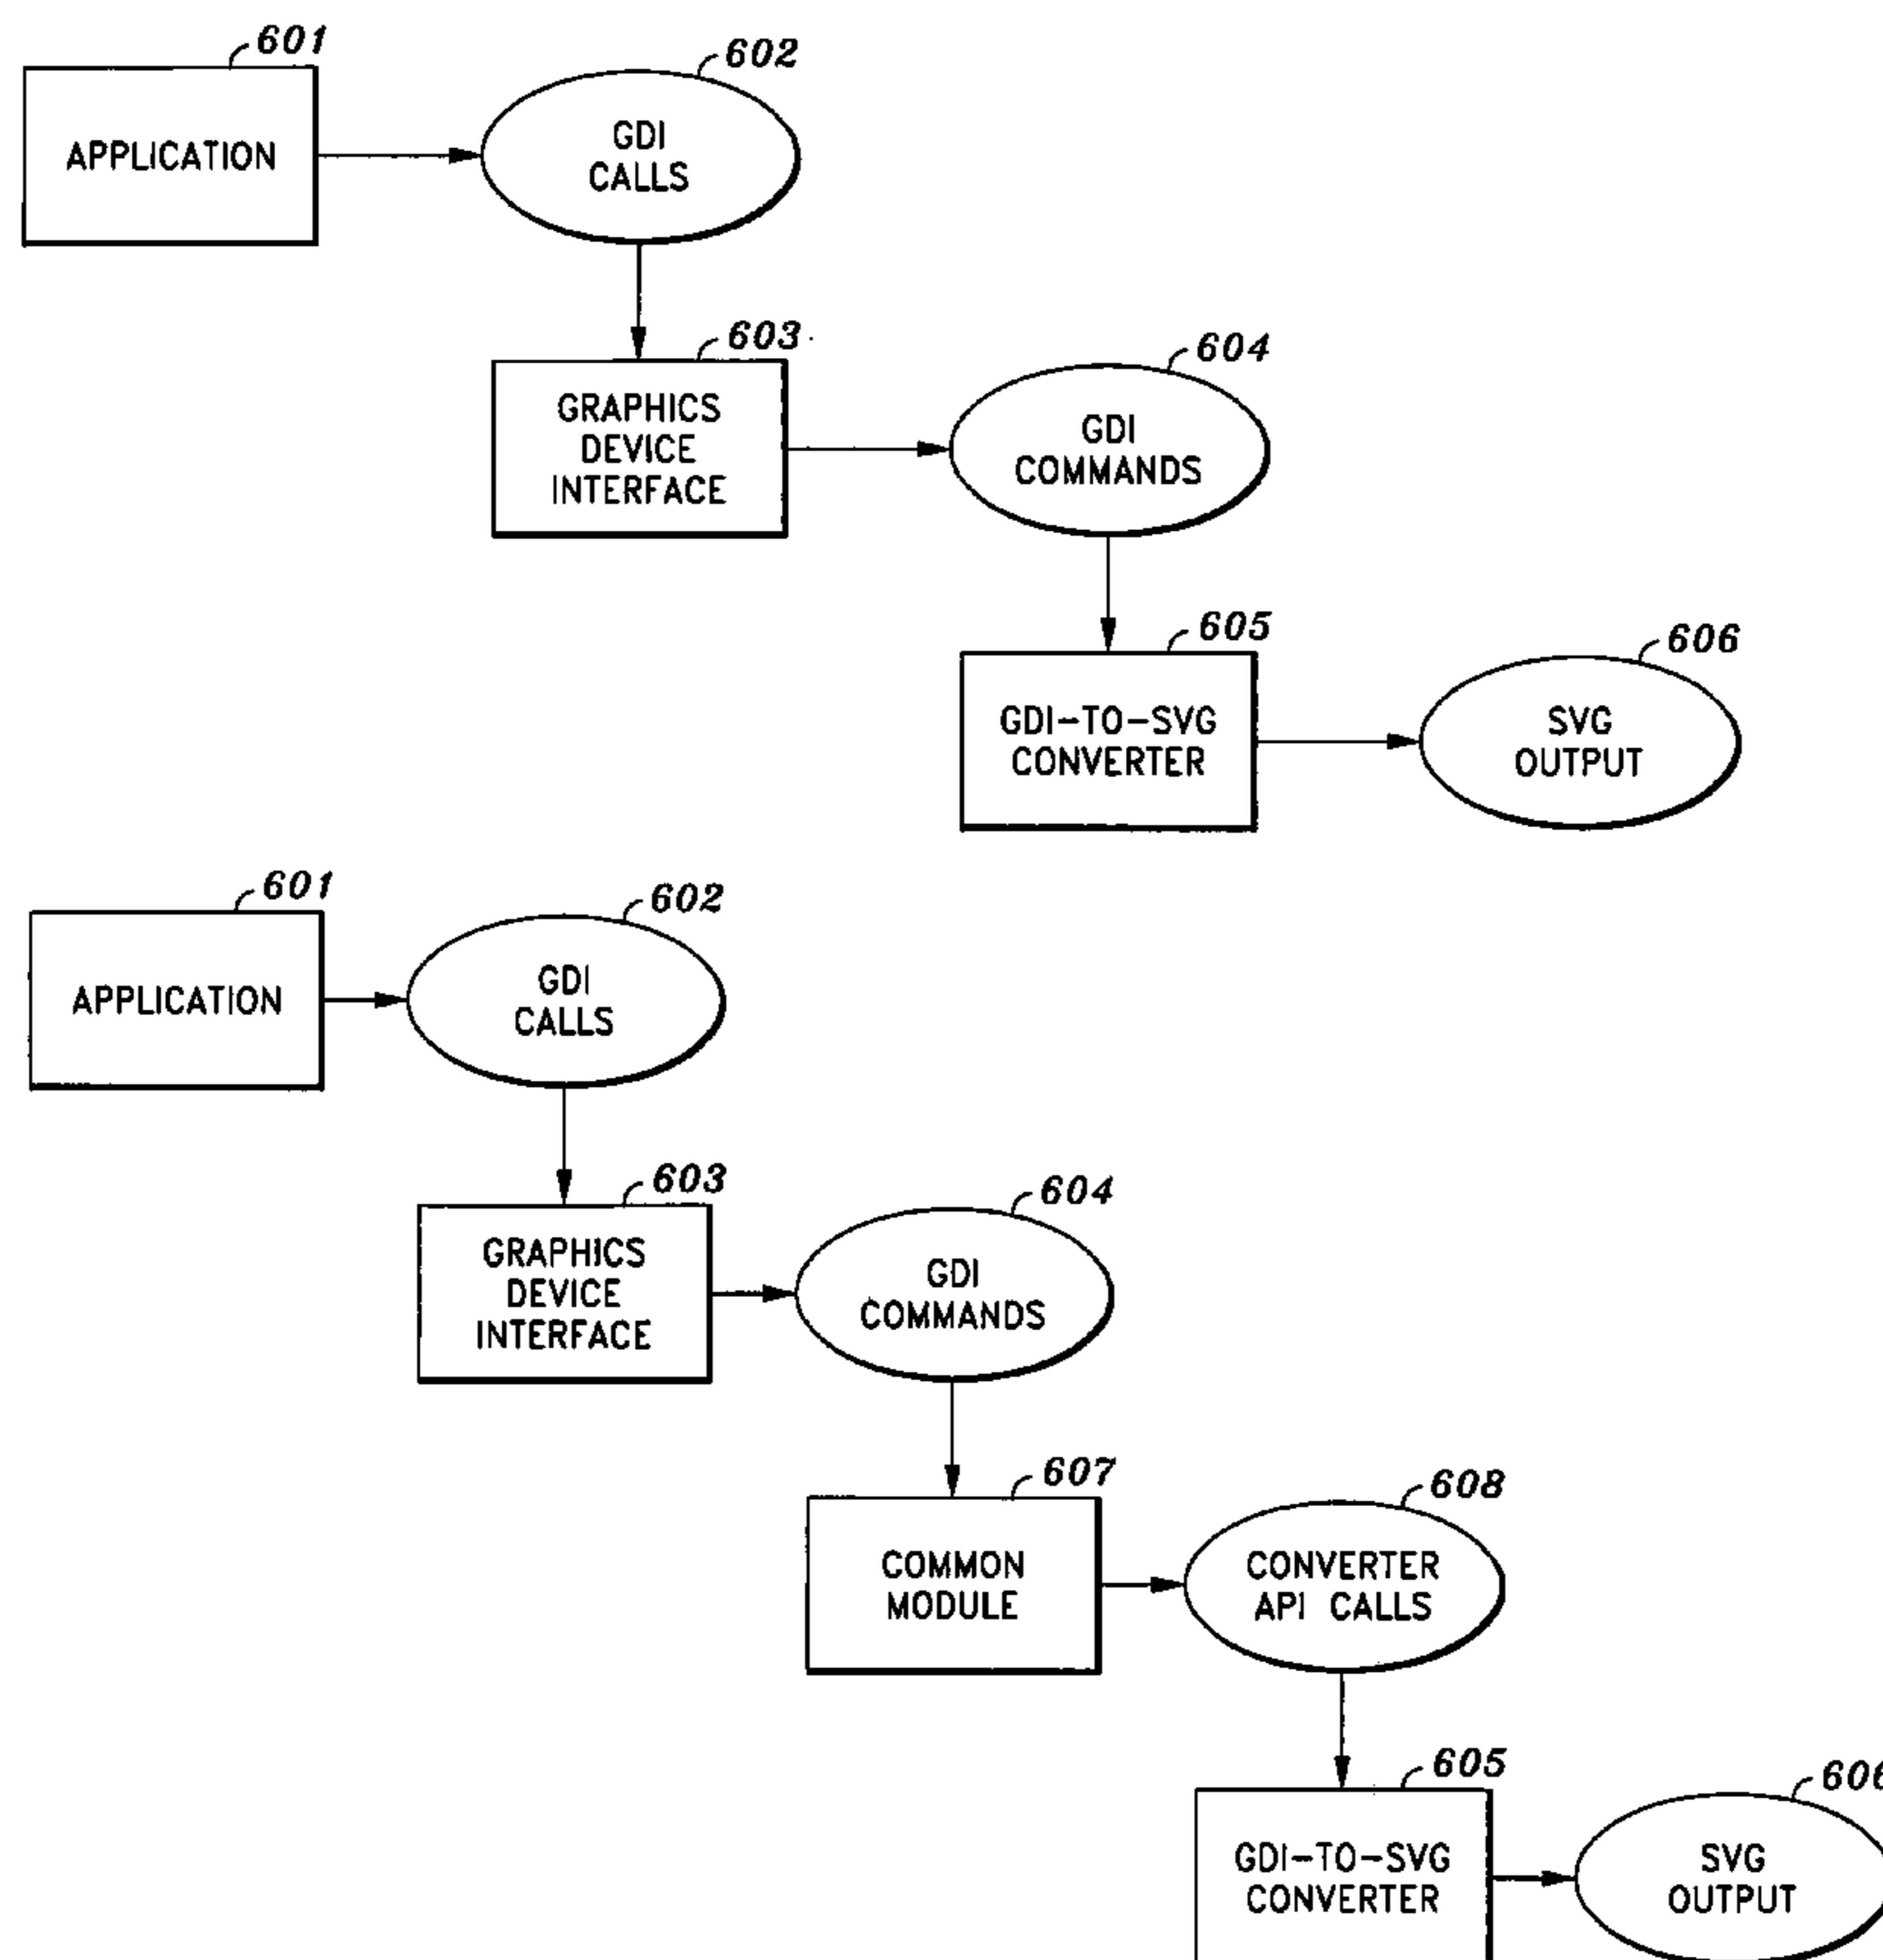 601
602
APPLICATION
GDI
CALLS
603
604
GRAPHICS
DEVICE
INTERFACE
GDI
COMMANDS
605
606
GDI-TO-SVG
CONVERTER
SVG
OUTPUT
601
602
APPLICATION
GDI
CALLS
603
604
GRAPHICS
DEVICE
INTERFACE
GDI
COMMANDS
607
608
COMMON
MODULE
CONVERTER
API CALLS
605
606
GDI-TO-SVG
CONVERTER
SVG
OUTPUT